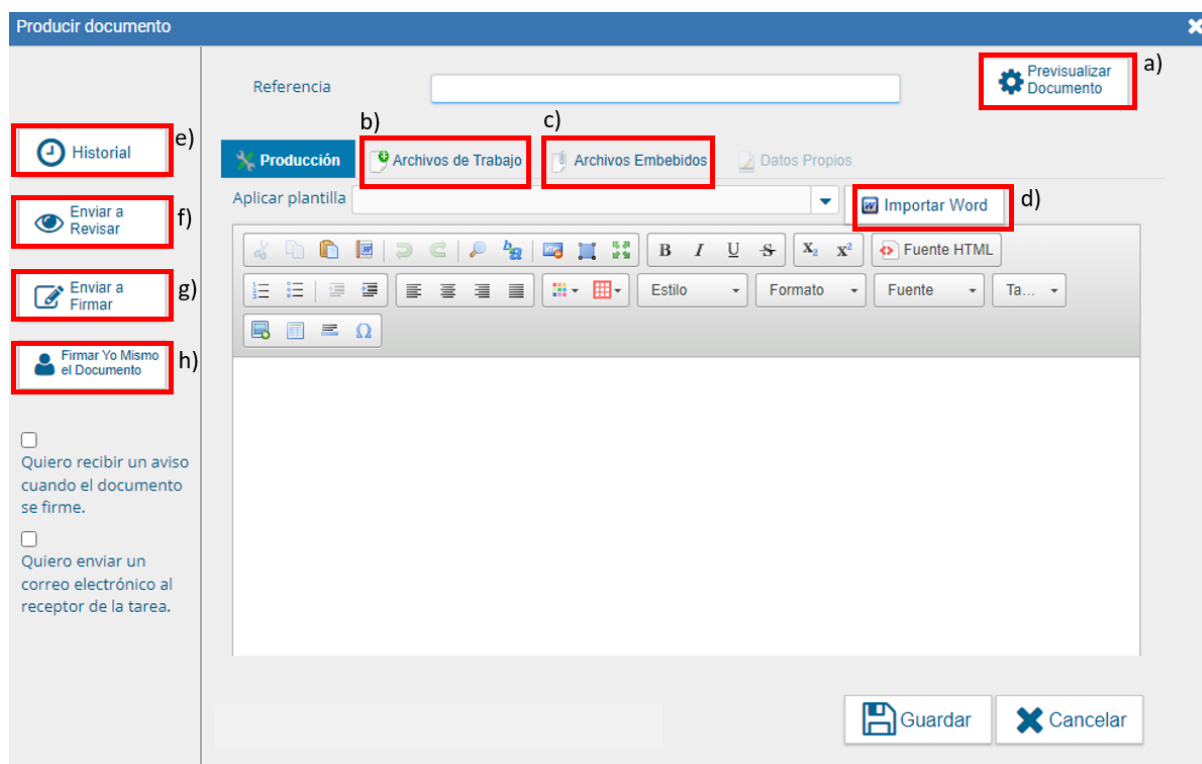 Producir documento
Referencia
Previsualizar
Documento
a)
b)
c)
Historial
e)
Producción
Archivos de Trabajo
Archivos Embebidos
Datos Propios
Aplicar plantilla
Importar Word
d)
Enviar a
Revisar
f)
B I U S X₂ X² Fuente HTML
Enviar a
Firmar
g)
Estilo Formato Fuente Ta...
Ω
Firmar Yo Mismo
el Documento
h)
Quiero recibir un aviso
cuando el documento
se firme.
Quiero enviar un
correo electrónico al
receptor de la tarea.
Guardar
Cancelar